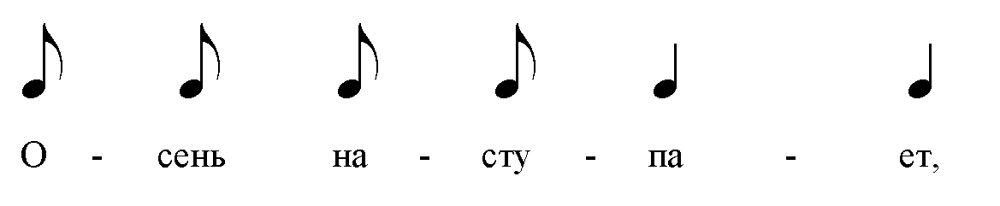 О - сень на - сту - па - ет,